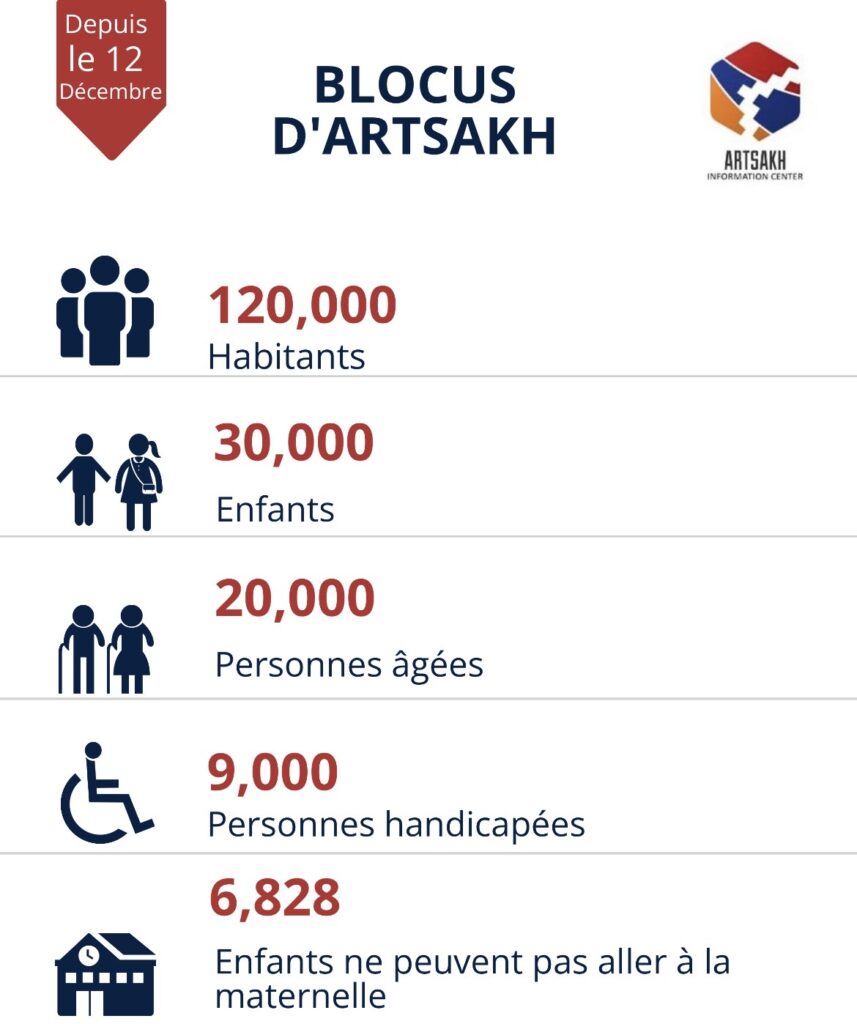 Depuis
le 12
Décembre
BLOCUS
D'ARTSAKH
ARTSAKH
INFORMATION CENTER
120,000
Habitants
30,000
Enfants
20,000
Personnes âgées
9,000
Personnes handicapées
6,828
Enfants ne peuvent pas aller à la
maternelle